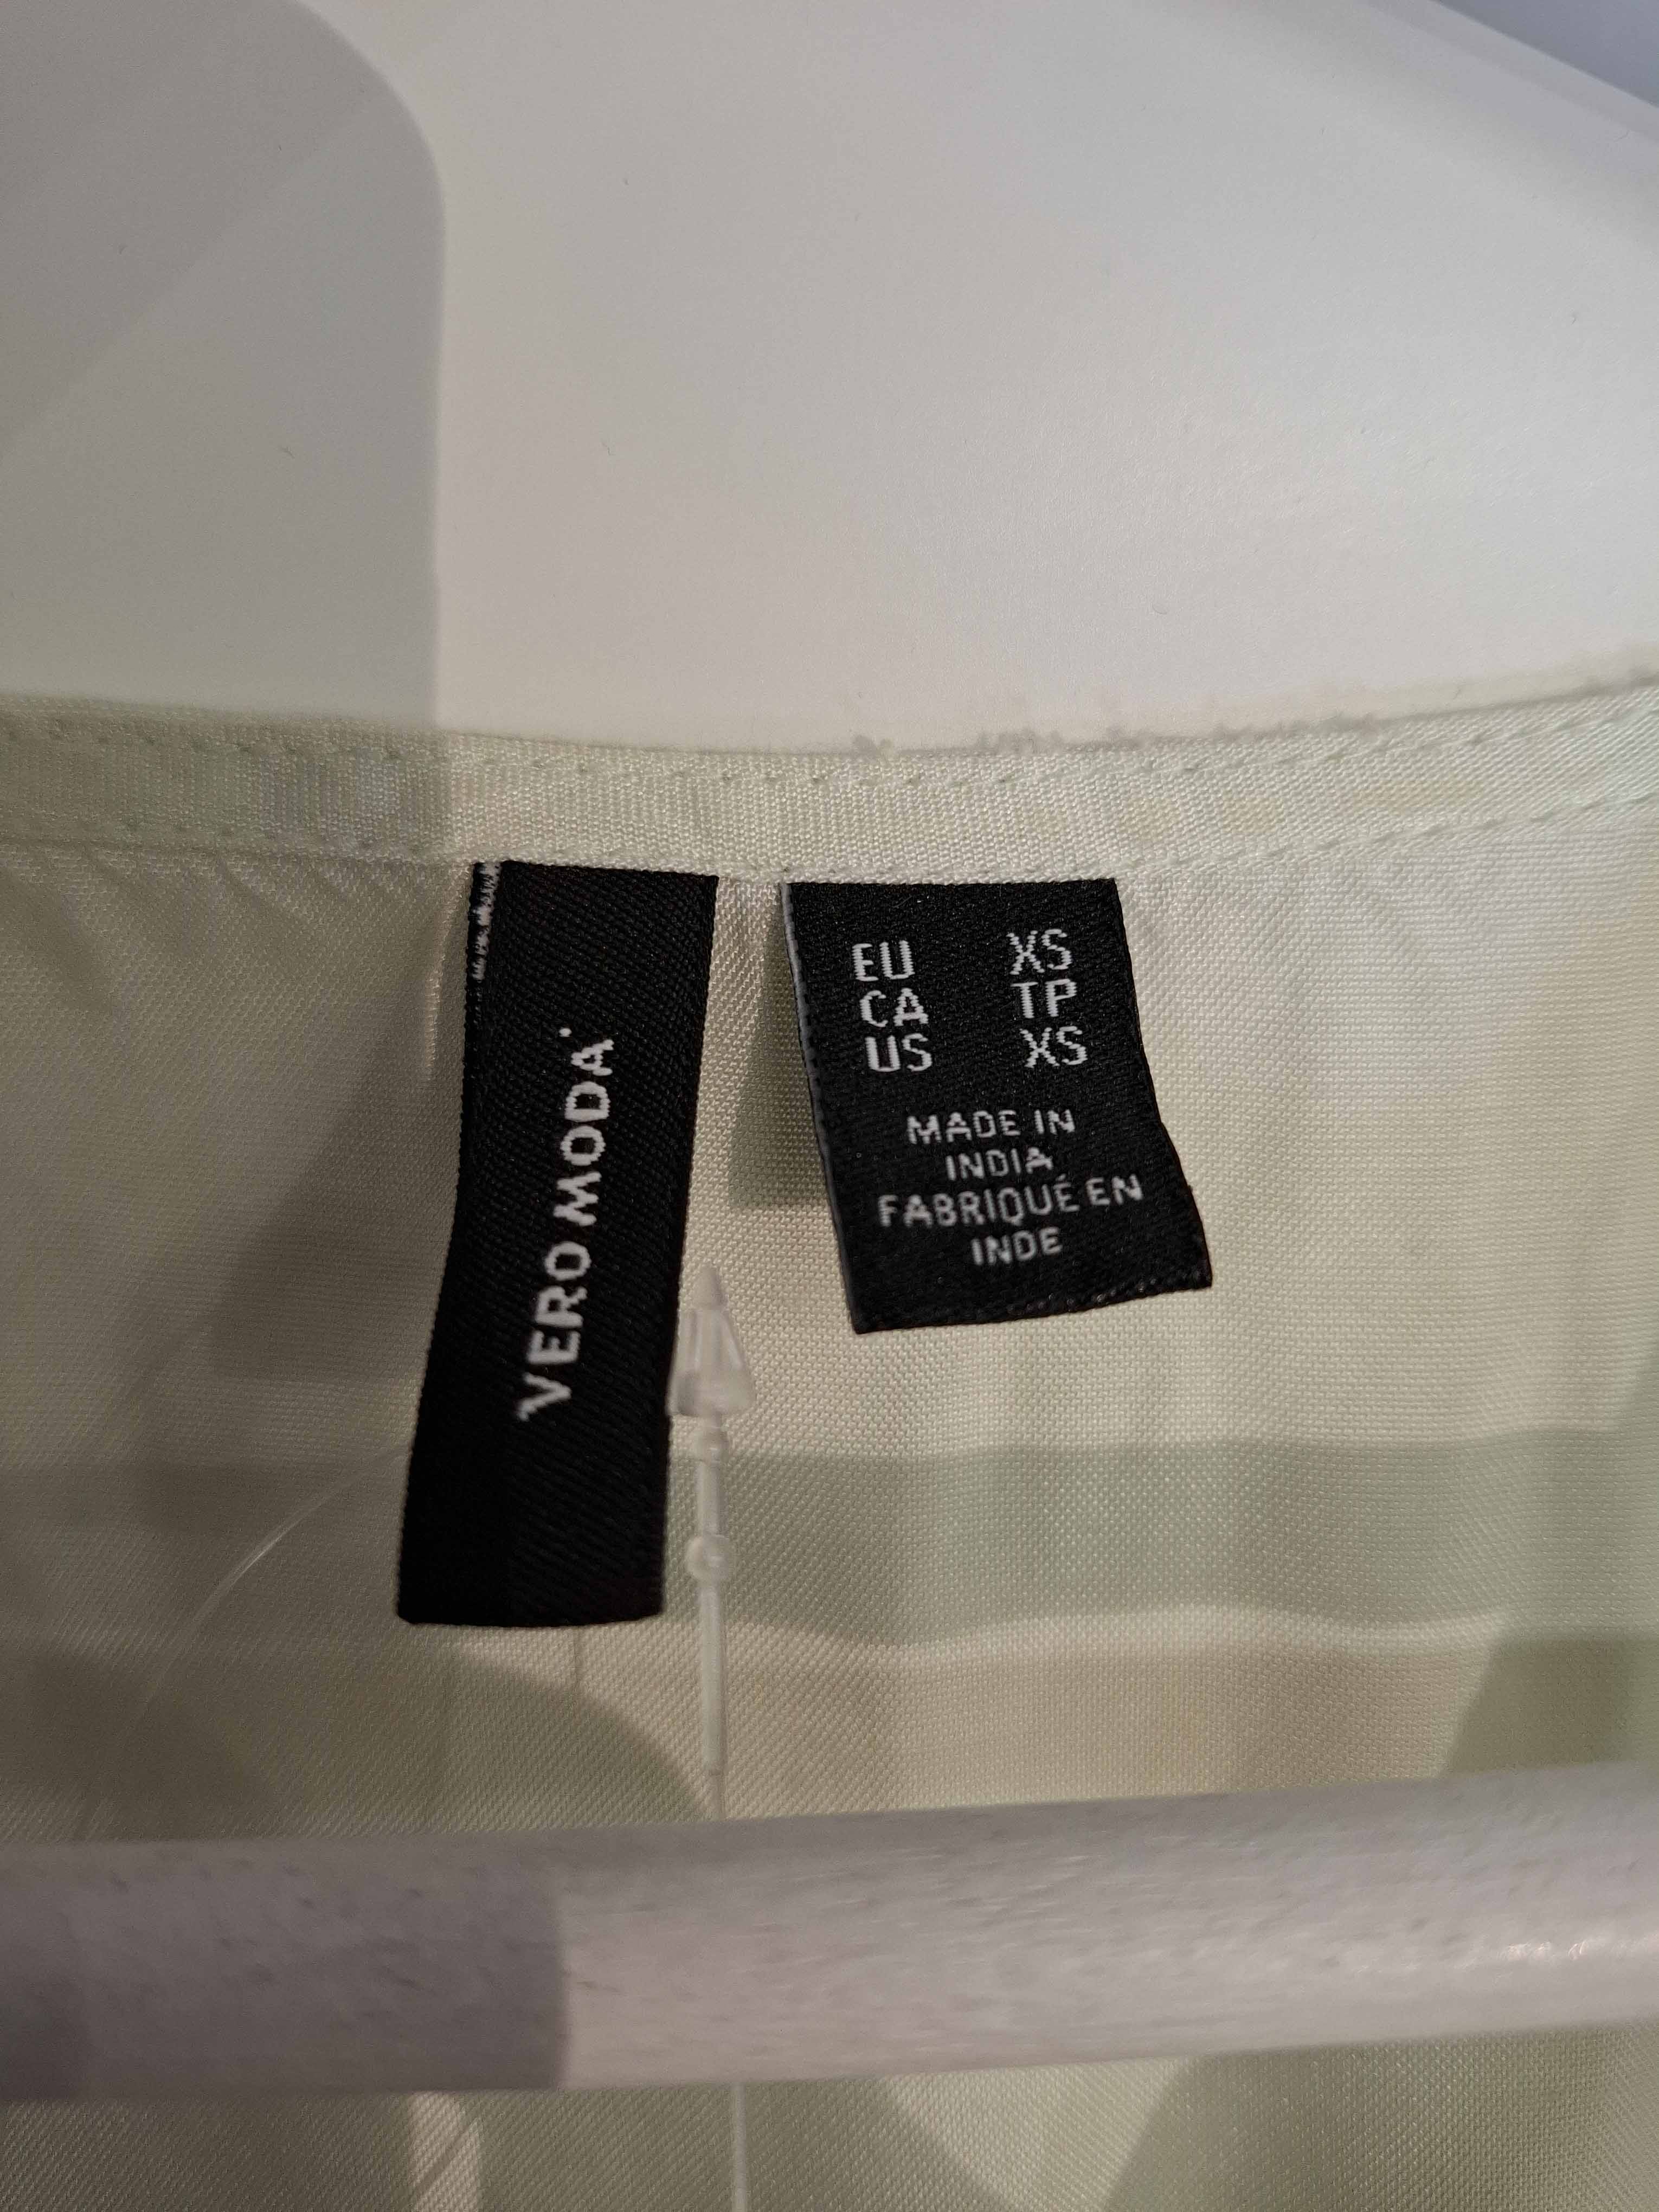 VERO MODA
EU XS
CA TP
US XS
MADE IN
INDIA
FABRIQUÉ EN
INDE